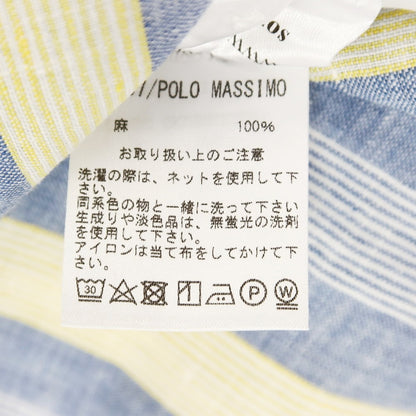 /POLO MASSIMO
麻 100%
お取り扱い上のご注意
洗濯の際は、ネットを使用して下
さい。
同系色の物と一緒に洗って下さい
生成りや淡色品は、無蛍光の洗剤
を使用して下さい。
アイロンは当て布をしてかけて下
さい。
30 P W